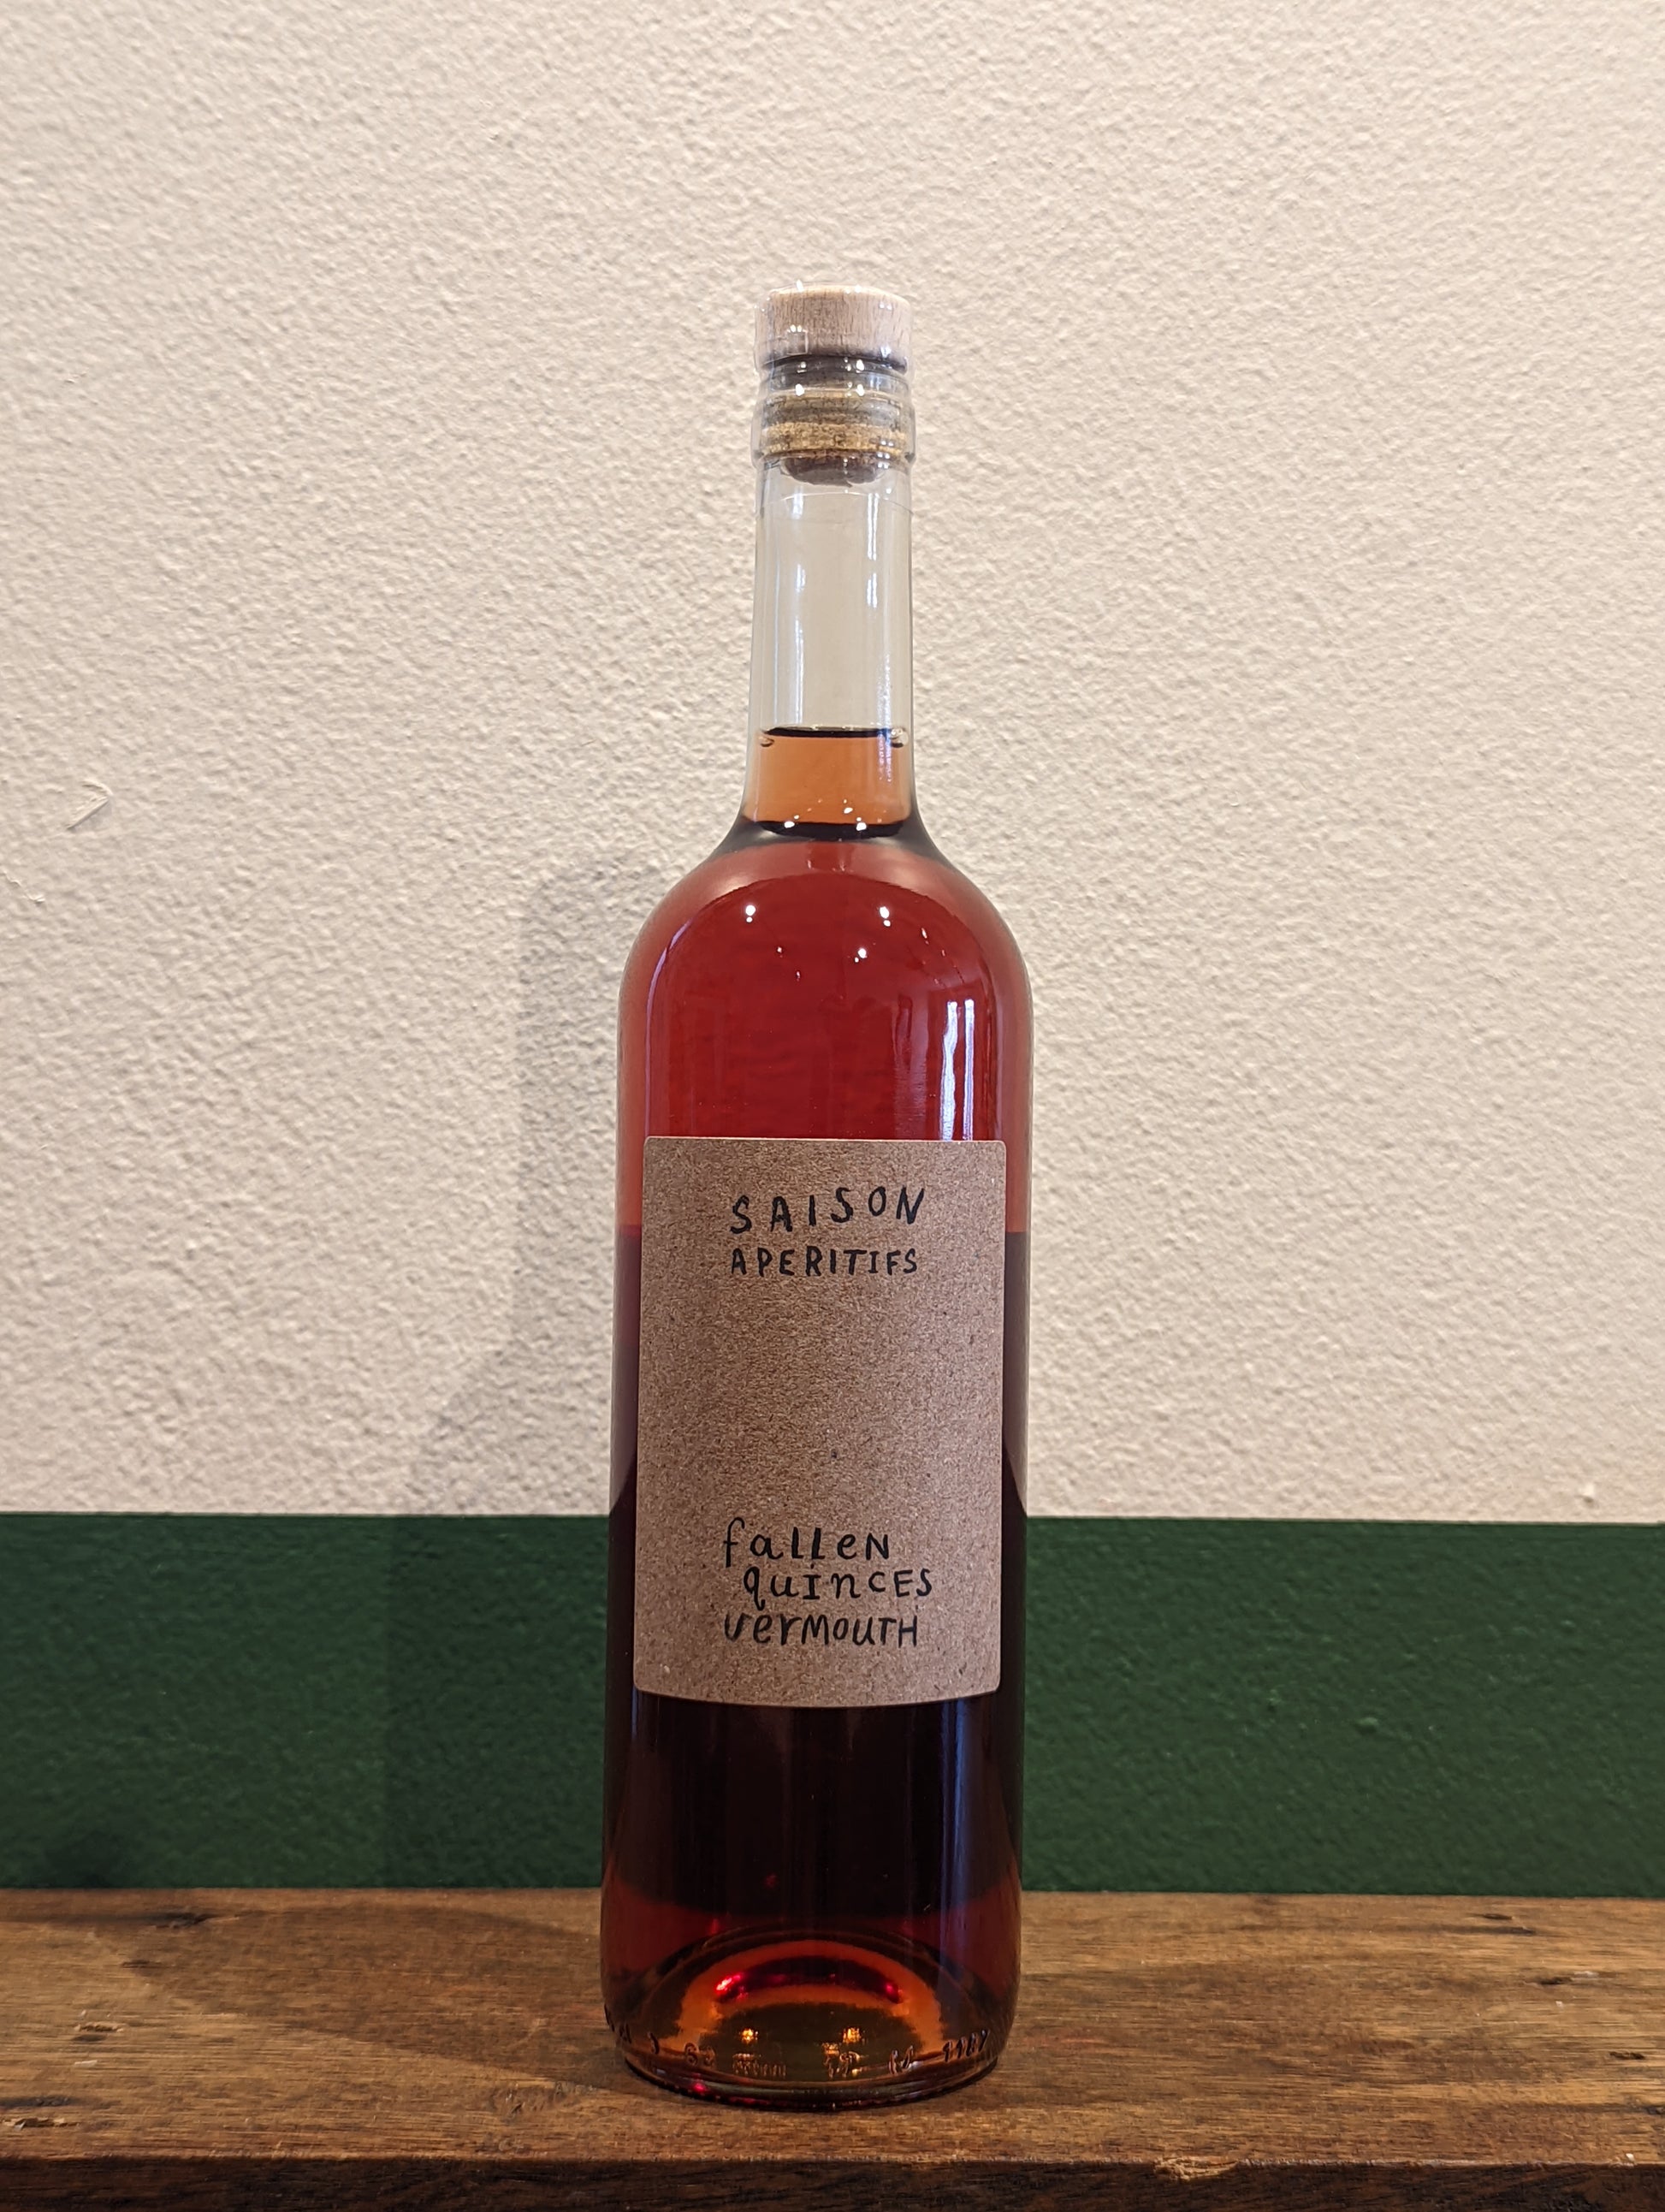 SAISON
APERITIFS
fallen
quINcES
vermouTH